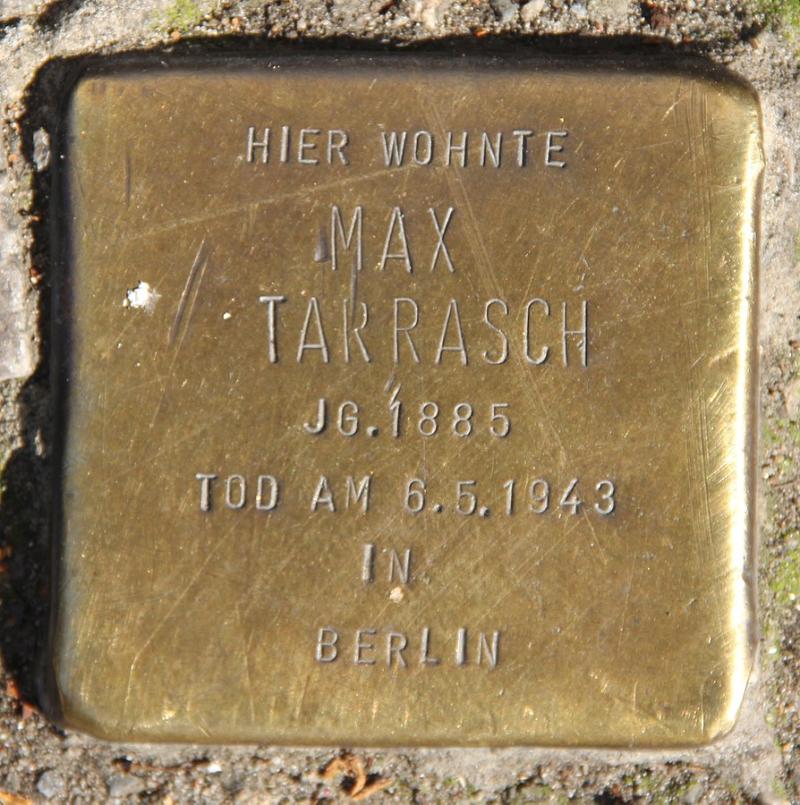 HIER WOHNTE
MAX
TARRASCH
JG.1885
TOD AM 6.5.1943
IN
BERLIN